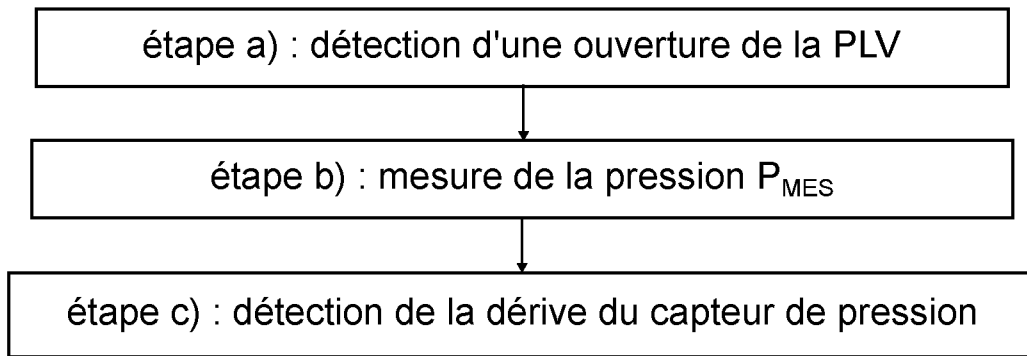 étape a) : détection d'une ouverture de la PLV
étape b) : mesure de la pression P_MES
étape c) : détection de la dérive du capteur de pression